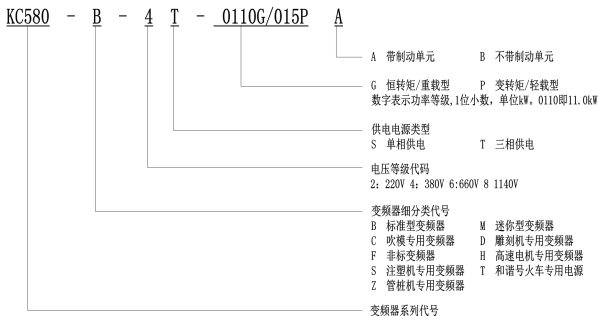 KC580 - B - 4 T - 0110G/015P A
A 带制动单元 B 不带制动单元
G 恒转矩/重载型 P 变转矩/轻载型
数字表示功率等级,1位小数,单位kW。0110即11.0kW
供电电源类型
S 单相供电 T 三相供电
电压等级代码
2: 220V 4: 380V 6:660V 8 1140V
变频器细分类代号
B 标准型变频器 M 迷你型变频器
C 吹模专用变频器 D 雕刻机专用变频器
F 非标变频器 H 高速电机专用变频器
S 注塑机专用变频器 T 和谐号火车专用电源
Z 管桩机专用变频器
变频器系列代号